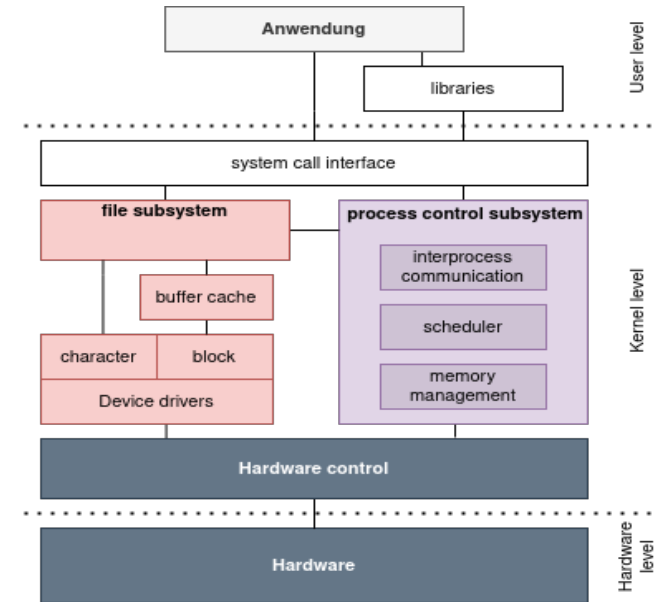 Anwendung
User level
libraries
system call interface
file subsystem
process control subsystem
interprocess
communication
buffer cache
scheduler
Kernel level
character
block
memory
management
Device drivers
Hardware control
Hardware
level
Hardware